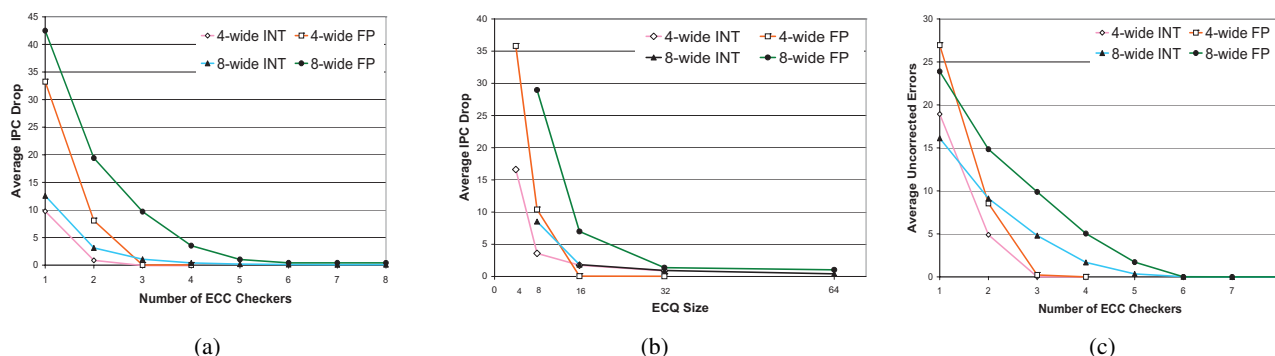 45
40
35
30
25
20
15
10
5
0
Average IPC Drop
4-wide INT 4-wide FP
8-wide INT 8-wide FP
1 2 3 4 5 6 7 8
Number of ECC Checkers
(a)
40
35
30
25
20
15
10
5
0
Average IPC Drop
4-wide INT 4-wide FP
8-wide INT 8-wide FP
0 4 8 16 32 64
ECQ Size
(b)
30
25
20
15
10
5
0
Average Uncorrected Errors
4-wide INT 4-wide FP
8-wide INT 8-wide FP
1 2 3 4 5 6 7
Number of ECC Checkers
(c)